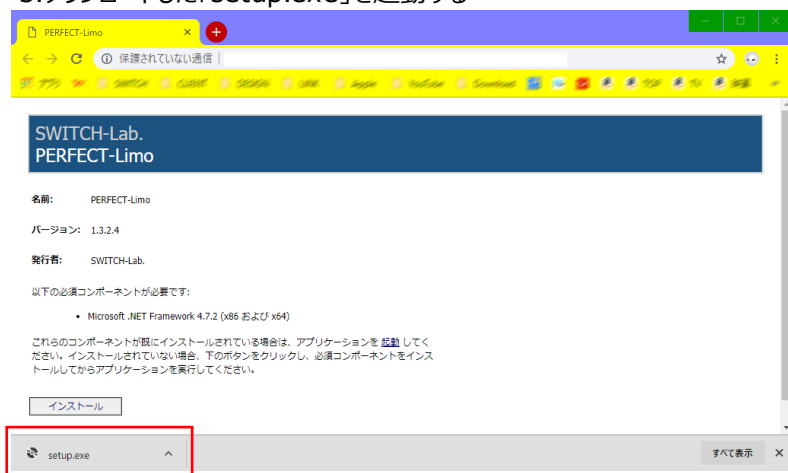 PERFECT-Limo
保護されていない通信
SWITCH-Lab.
PERFECT-Limo
名前: PERFECT-Limo
バージョン: 1.3.2.4
発行者: SWITCH-Lab.
以下の必須コンポーネントが必要です:
• Microsoft .NET Framework 4.7.2 (x86 および x64)
これらのコンポーネントが既にインストールされている場合は、アプリケーションを 起動 してく
ださい。インストールされていない場合、下のボタンをクリックし、必須コンポーネントをインス
トールしてからアプリケーションを実行してください。
インストール
setup.exe
すべて表示